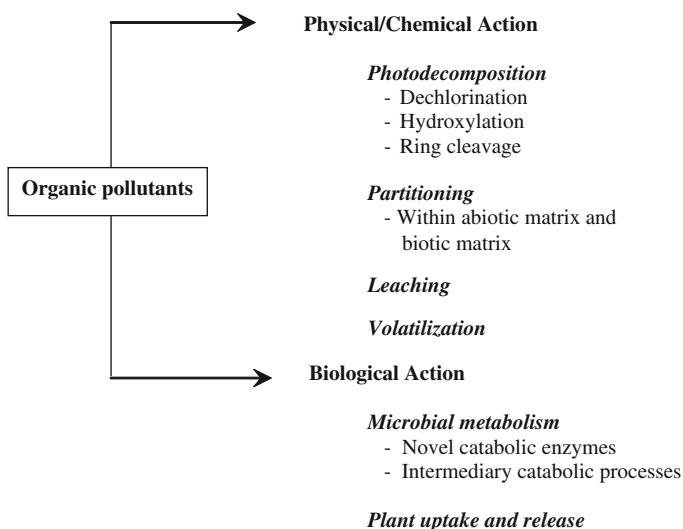 Physical/Chemical Action
Photodecomposition
- Dechlorination
- Hydroxylation
- Ring cleavage
Organic pollutants
Partitioning
- Within abiotic matrix and
biotic matrix
Leaching
Volatilization
Biological Action
Microbial metabolism
- Novel catabolic enzymes
- Intermediary catabolic processes
Plant uptake and release